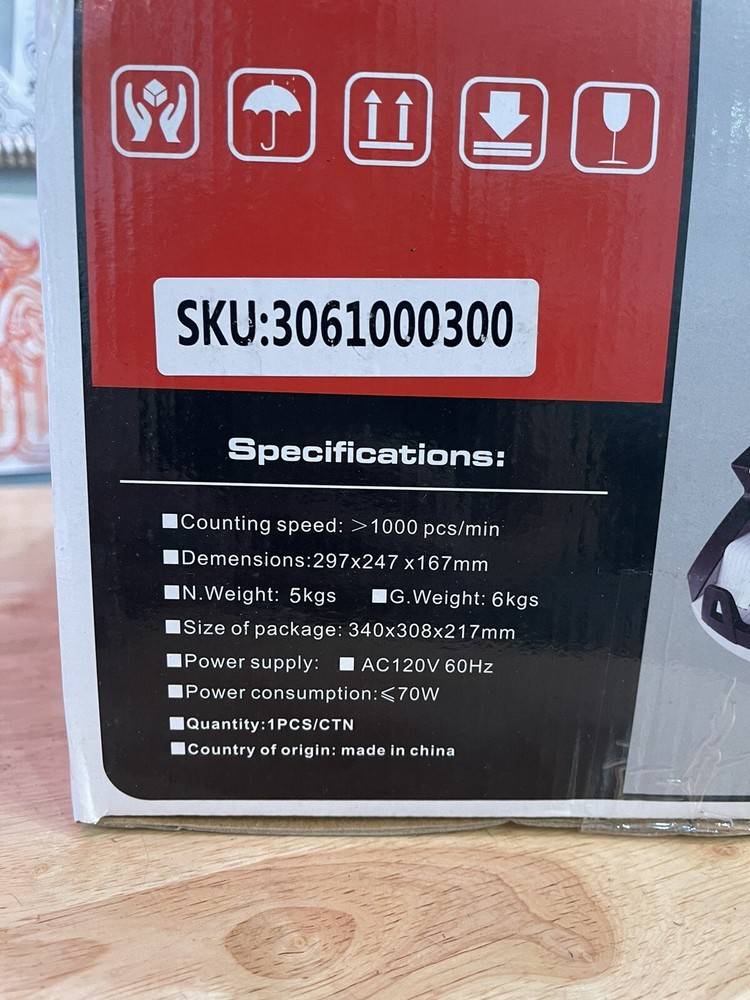 SKU:3061000300
Specifications:
■Counting speed: ＞1000 pcs/min
■Demensions:297x247 x167mm
■N.Weight: 5kgs ■G.Weight: 6kgs
■Size of package: 340x308x217mm
■Power supply: ■ AC120V 60Hz
■Power consumption:⩽70W
■Quantity:1PCS/CTN
■Country of origin: made in china